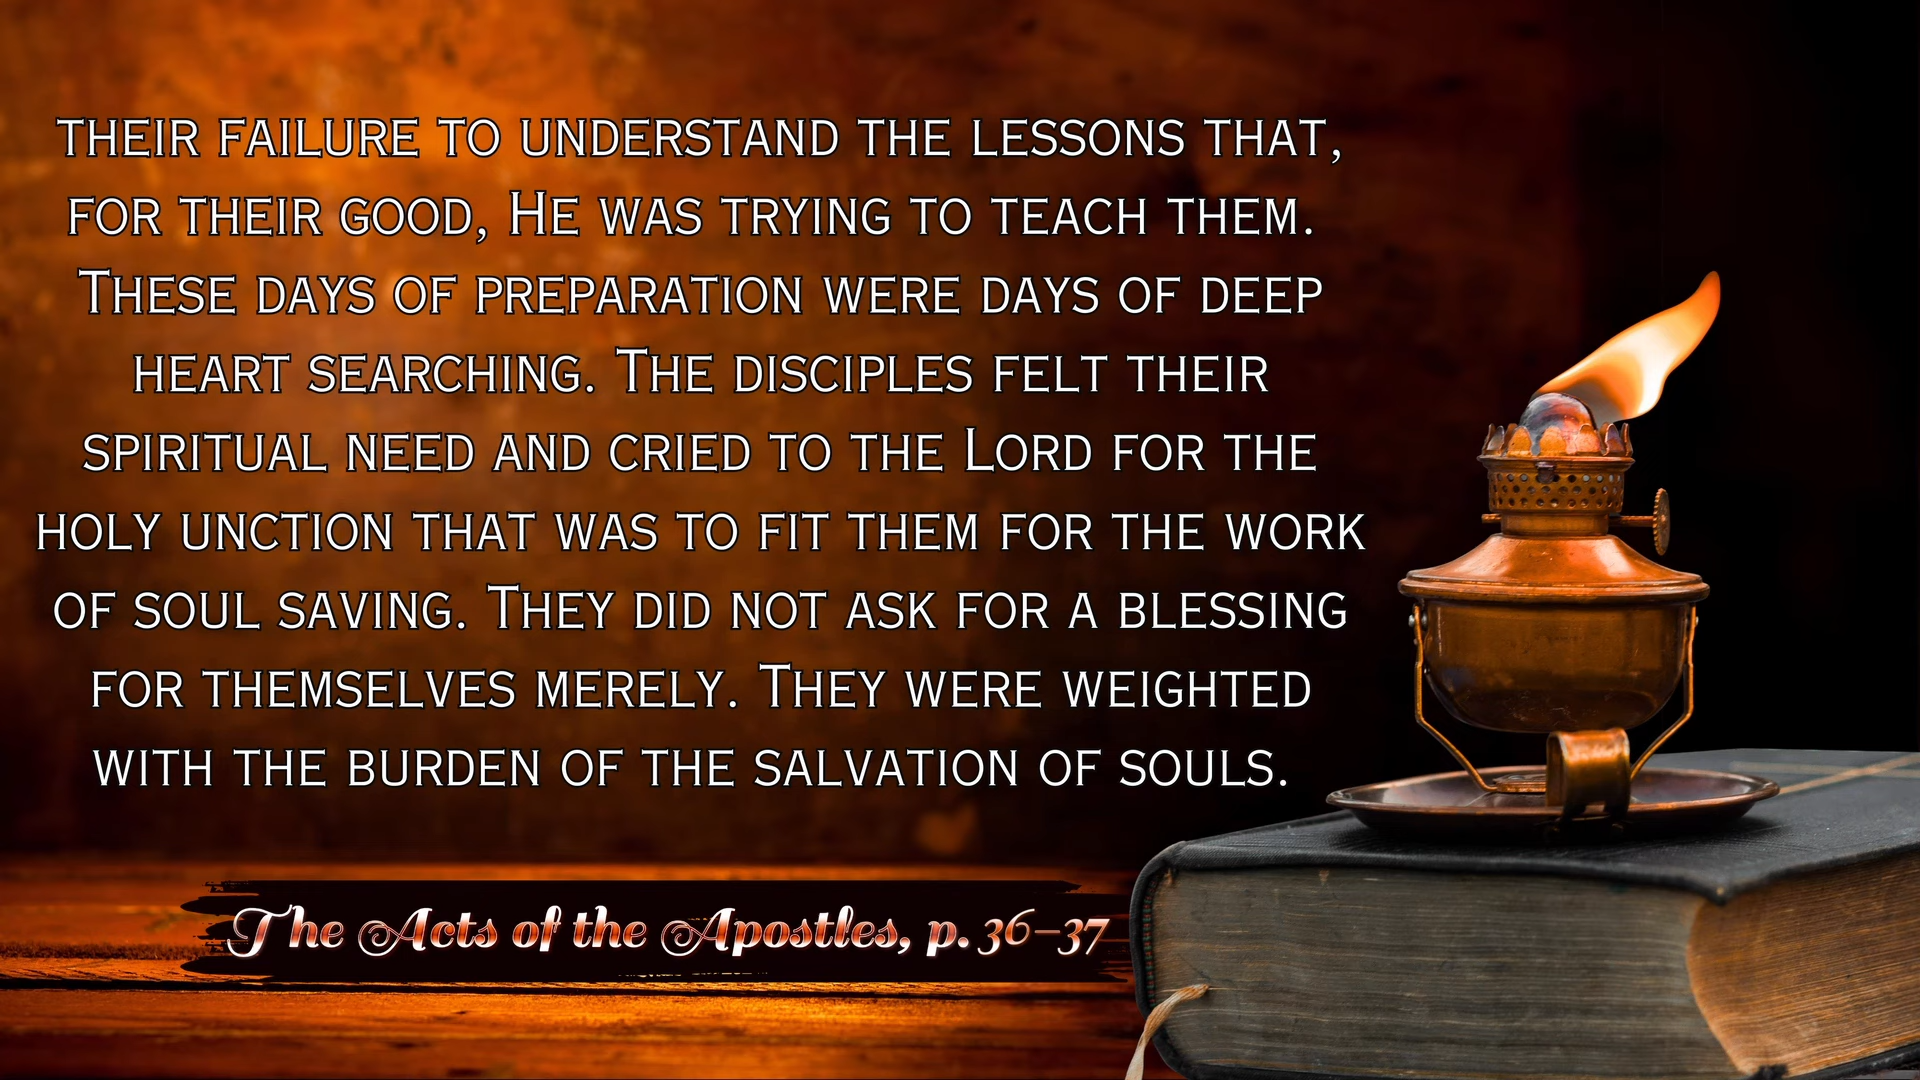 their failure to understand the lessons that,
for their good, He was trying to teach them.
These days of preparation were days of deep
heart searching. The disciples felt their
spiritual need and cried to the Lord for the
holy unction that was to fit them for the work
of soul saving. They did not ask for a blessing
for themselves merely. They were weighted
with the burden of the salvation of souls.
The Acts of the Apostles, p. 36–37